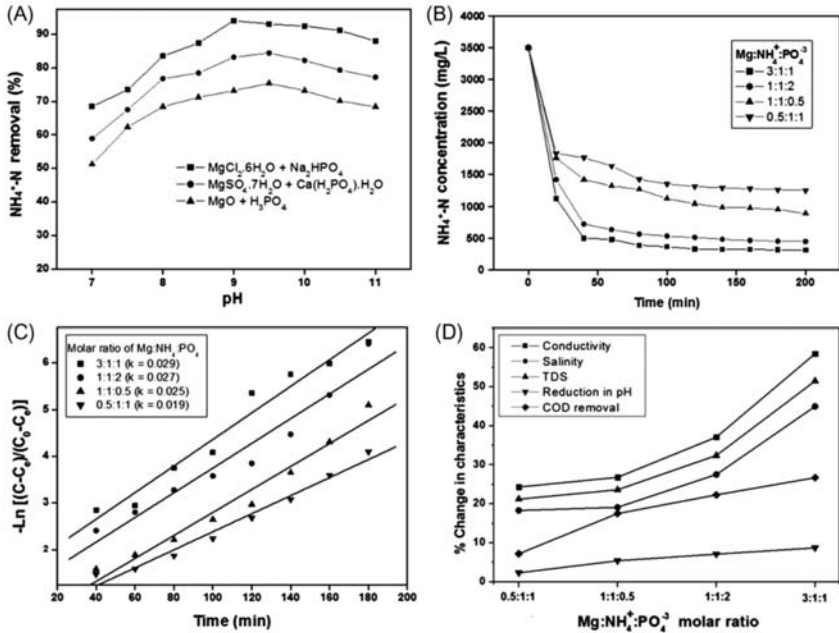 (A)
NH₄⁺-N removal (%)
100
90
80
70
60
50
40
30
20
MgCl₂.6H₂O + Na₂HPO₄
MgSO₄.7H₂O + Ca(H₂PO₄).H₂O
MgO + H₃PO₄
7 8 9 10 11
pH
(B)
NH₄⁺-N concentration (mg/L)
4000
3500
3000
2500
2000
1500
1000
500
0
Mg:NH₄⁺:PO₄⁻³
3:1:1
1:1:2
1:1:0.5
0.5:1:1
0 50 100 150 200
Time (min)
(C)
-Ln [(C-Cₑ)/(C₀-Cₑ)]
6
5
4
3
2
Molar ratio of Mg:NH₄:PO₄
3:1:1 (k = 0.029)
1:1:2 (k = 0.027)
1:1:0.5 (k = 0.025)
0.5:1:1 (k = 0.019)
20 40 60 80 100 120 140 160 180 200
Time (min)
(D)
% Change in characteristics
60
50
40
30
20
10
0
Conductivity
Salinity
TDS
Reduction in pH
COD removal
0.5:1:1 1:1:0.5 1:1:2 3:1:1
Mg:NH₄⁺:PO₄⁻³ molar ratio